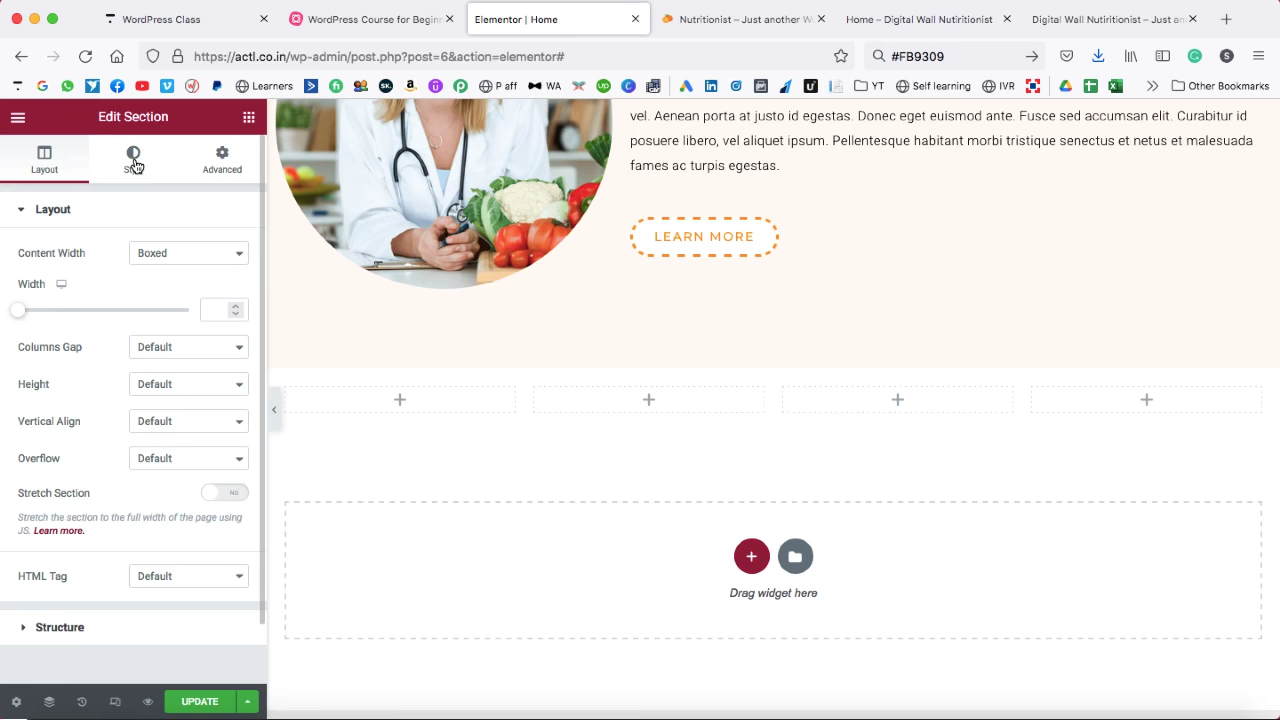 WordPress Class
WordPress Course for Beginn
Elementor | Home
Nutritionist – Just another W
Home – Digital Wall Nutiritionist
Digital Wall Nutiritionist – Just an
https://actl.co.in/wp-admin/post.php?post=6&action=elementor#
#FB9309
Learners
P aff
WA
YT
Self learning
IVR
Other Bookmarks
Edit Section
Layout
Style
Advanced
Layout
Content Width
Boxed
Width
Columns Gap
Default
Height
Default
Vertical Align
Default
Overflow
Default
Stretch Section
NO
Stretch the section to the full width of the page using
JS. Learn more.
HTML Tag
Default
Structure
UPDATE
vel. Aenean porta at justo id egestas. Donec eget euismod ante. Fusce sed accumsan elit. Curabitur id
posuere libero, vel aliquet ipsum. Pellentesque habitant morbi tristique senectus et netus et malesuada
fames ac turpis egestas.
LEARN MORE
Drag widget here